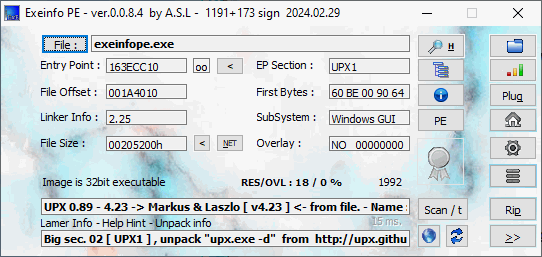 Exeinfo PE - ver.0.0.8.4 by A.S.L - 1191+173 sign 2024.02.29
File : exeinfope.exe H
Entry Point : 163ECC10 oo < EP Section : UPX1
File Offset : 001A4010 First Bytes : 60 BE 00 90 64 Plug
Linker Info : 2.25 SubSystem : Windows GUI PE
File Size : 00205200h < NET Overlay : NO 00000000
Image is 32bit executable RES/OVL : 18 / 0 % 1992
UPX 0.89 - 4.23 -> Markus & Laszlo [ v4.23 ] <- from file. - Name Scan / t Rip
Lamer Info - Help Hint - Unpack info 15 ms.
Big sec. 02 [ UPX1 ] , unpack "upx.exe -d" from http://upx.githu >>